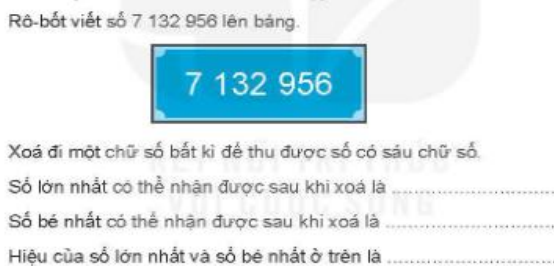 Rô-bốt viết số 7 132 956 lên bảng.
7 132 956
Xoá đi một chữ số bất kì để thu được số có sáu chữ số.
Số lớn nhất có thể nhận được sau khi xoá là ..............................
Số bé nhất có thể nhận được sau khi xoá là ..............................
Hiệu của số lớn nhất và số bé nhất ở trên là ..............................